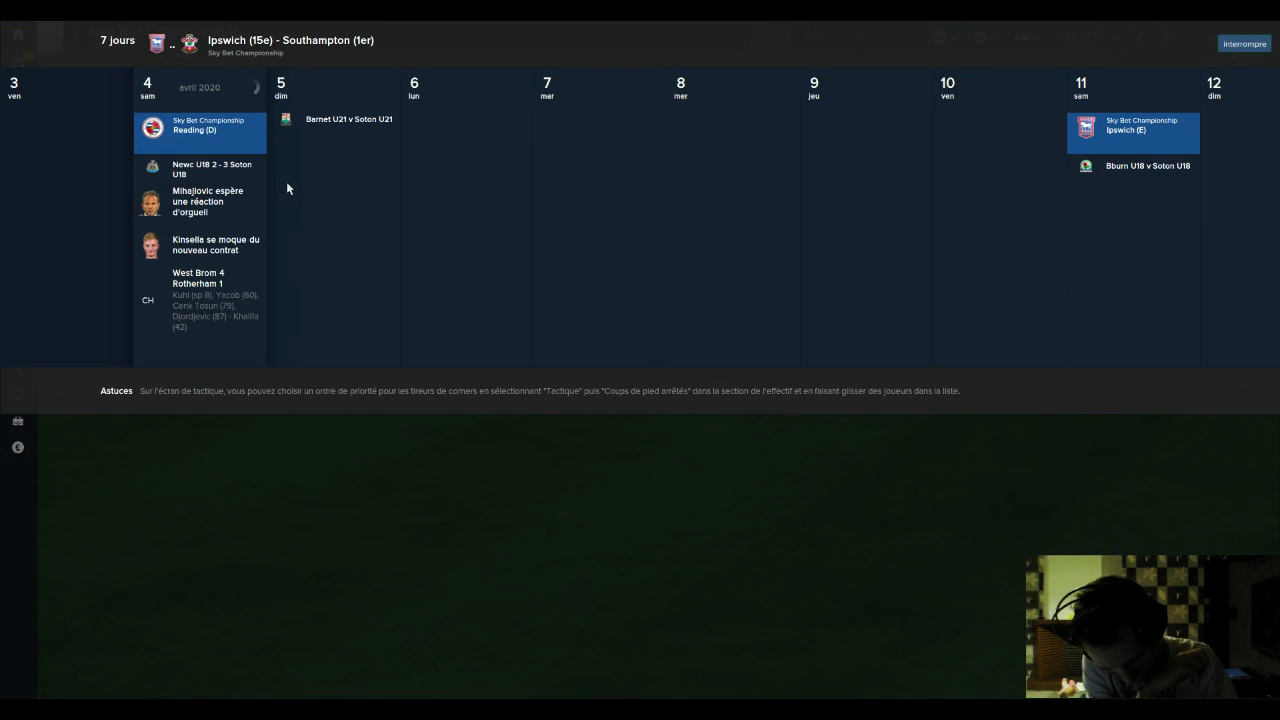 7 jours
Ipswich (15e) - Southampton (1er)
Sky Bet Championship
interrompre
3
ven
4
sam
avril 2020
5
dim
6
lun
7
mar
8
mer
9
jeu
10
ven
11
sam
12
dim
Sky Bet Championship
Reading (D)
Newc U18 2 - 3 Soton
U18
Mihajlovic espère
une réaction
d'orgueil
Kinsella se moque du
nouveau contrat
CH
West Brom 4
Rotherham 1
Kuhl (sp 8), Yacob (60),
Cenk Tosun (79),
Djordjevic (87) - Khalifa
(42)
Barnet U21 v Soton U21
Sky Bet Championship
Ipswich (E)
Bburn U18 v Soton U18
Astuces Sur l'écran de tactique, vous pouvez choisir un ordre de priorité pour les tireurs de corners en sélectionnant "Tactique" puis "Coups de pied arrêtés" dans la section de l'effectif et en faisant glisser des joueurs dans la liste.